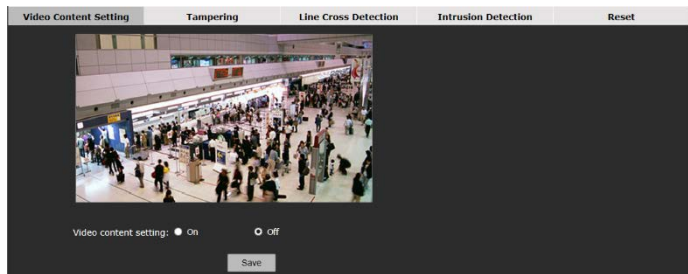 Video Content Setting Tampering Line Cross Detection Intrusion Detection Reset
Video content setting: On Off
Save